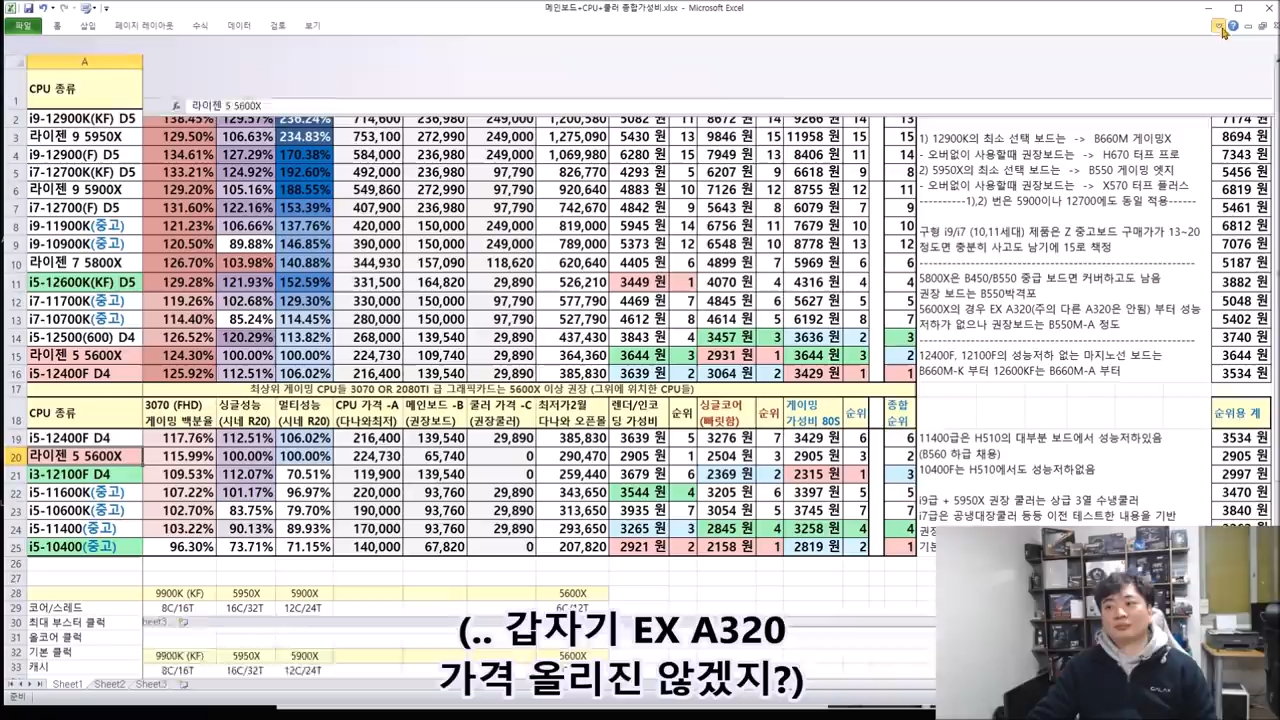 메인보드+CPU+쿨러 종합가성비.xlsx - Microsoft Excel
파일 홈 삽입 페이지 레이아웃 수식 데이터 검토 보기
A
1 CPU 종류 fx 라이젠 5 5600X
2 i9-12900K(KF) D5 138.45% 129.57% 236.24% 714,600 236,980 249,000 1,200,580 5082 원 13 8672 원 14 9266 원 14 13 7174 원
3 라이젠 9 5950X 129.50% 106.63% 234.83% 753,100 272,990 249,000 1,275,090 5430 원 15 9846 원 15 11958 원 15 15 8694 원
4 i9-12900(F) D5 134.61% 127.29% 170.38% 584,000 236,980 249,000 1,069,980 6280 원 15 7949 원 13 8406 원 11 14 7343 원
5 i7-12700K(KF) D5 133.21% 124.92% 192.60% 492,000 236,980 97,790 826,770 4293 원 5 6207 원 9 6618 원 9 8 5456 원
6 라이젠 9 5900X 129.20% 105.16% 188.55% 549,860 272,990 97,790 920,640 4883 원 10 7126 원 12 8755 원 12 11 6819 원
7 i7-12700(F) D5 131.60% 122.16% 153.39% 407,900 236,980 97,790 742,670 4842 원 9 5643 원 8 6079 원 7 9 5461 원
8 i9-11900K(중고) 121.23% 106.66% 137.76% 420,000 150,000 249,000 819,000 5945 원 14 6756 원 11 7679 원 10 10 6812 원
9 i9-10900K(중고) 120.50% 89.88% 146.85% 390,000 150,000 249,000 789,000 5373 원 12 6548 원 10 8778 원 13 12 7076 원
10 라이젠 7 5800X 126.70% 103.98% 140.88% 344,930 157,090 118,620 620,640 4405 원 6 4899 원 7 5969 원 6 6 5187 원
11 i5-12600K(KF) D5 129.28% 121.93% 152.59% 331,500 164,820 29,890 526,210 3449 원 1 4070 원 4 4316 원 4 4 3882 원
12 i7-11700K(중고) 119.26% 102.68% 129.30% 330,000 150,000 97,790 577,790 4469 원 7 4845 원 6 5627 원 5 5 5048 원
13 i7-10700K(중고) 114.40% 85.24% 114.45% 280,000 150,000 97,790 527,790 4612 원 8 4614 원 5 6192 원 8 7 5402 원
14 i5-12500(600) D4 126.52% 120.29% 113.82% 268,000 139,540 29,890 437,430 3843 원 4 3457 원 3 3636 원 2 3 3740 원
15 라이젠 5 5600X 124.30% 100.00% 100.00% 224,730 109,740 29,890 364,360 3644 원 3 2931 원 1 3644 원 3 2 3644 원
16 i5-12400F D4 125.92% 112.51% 106.02% 216,400 139,540 29,890 385,830 3639 원 2 3064 원 2 3429 원 1 1 3534 원
1) 12900K의 최소 선택 보드는 -> B660M 게이밍X
- 오버없이 사용할때 권장보드는 -> H670 터프 프로
2) 5950X의 최소 선택 보드는 -> B550 게이밍 엣지
- 오버없이 사용할때 권장보드는 -> X570 터프 플러스
----------1),2) 번은 5900이나 12700에도 동일 적용------
구형 i9/i7 (10,11세대) 제품은 Z 중고보드 구매가 13~20
정도면 충분히 사고도 남기에 15로 책정
5800X은 B450/B550 중급 보드면 커버하고도 남음
권장 보드는 B550박격포
5600X의 경우 EX A320(주의 다른 A320은 안됨) 부터 성능
저하가 없으나 권장보드는 B550M-A 정도
12400F, 12100F의 성능저하 없는 마지노선 보드는
B660M-K 부터 12600KF는 B660M-A 부터
17 최상위 게이밍 CPU들 3070 OR 2080TI 급 그래픽카드는 5600X 이상 권장 (그위에 위치한 CPU들)
18 CPU 종류 3070 (FHD) 게이밍 백분율 싱글성능 (시네 R20) 멀티성능 (시네 R20) CPU 가격 -A (다나와최저) 메인보드 -B (권장보드) 쿨러 가격 -C (권장쿨러) 최저가2월 다나와 오픈몰 렌더/인코딩 가성비 순위 싱글코어 (빠릿함) 순위 게이밍 가성비 80S 순위 종합 순위 순위용 계
19 i5-12400F D4 117.76% 112.51% 106.02% 216,400 139,540 29,890 385,830 3639 원 5 3276 원 7 3429 원 6 6 3534 원
20 라이젠 5 5600X 115.99% 100.00% 100.00% 224,730 65,740 0 290,470 2905 원 1 2504 원 3 2905 원 3 2 2905 원
21 i3-12100F D4 109.53% 112.07% 70.51% 119,900 139,540 0 259,440 3679 원 6 2369 원 2 2315 원 1 3 2997 원
22 i5-11600K(중고) 107.22% 101.17% 96.97% 220,000 93,760 29,890 343,650 3544 원 4 3205 원 6 3397 원 5 5 3470 원
23 i5-10600K(중고) 102.70% 83.75% 79.70% 190,000 93,760 29,890 313,650 3935 원 7 3054 원 5 3745 원 7 7 3840 원
24 i5-11400(중고) 103.22% 90.13% 89.93% 170,000 93,760 29,890 293,650 3265 원 3 2845 원 4 3258 원 4 4
25 i5-10400(중고) 96.30% 73.71% 71.15% 140,000 67,820 0 207,820 2921 원 2 2158 원 1 2819 원 2 1
11400급은 H510의 대부분 보드에서 성능저하있음
(B560 하급 채용)
10400F는 H510에서도 성능저하없음
i9급 + 5950X 권장 쿨러는 상급 3열 수냉쿨러
i7급은 공냉대장쿨러 등등 이전 테스트한 내용을 기반
26
27
28 9900K (KF) 5950X 5900X 5600X
29 코어/스레드 8C/16T 16C/32T 12C/24T 6C/12T
30 최대 부스터 클럭
31 올코어 클럭
32 기본 클럭 9900K (KF) 5950X 5900X 5600X
33 캐시 8C/16T 16C/32T 12C/24T
Sheet1 Sheet2 Sheet3
준비
(.. 갑자기 EX A320
가격 올리진 않겠지?)
GALAX